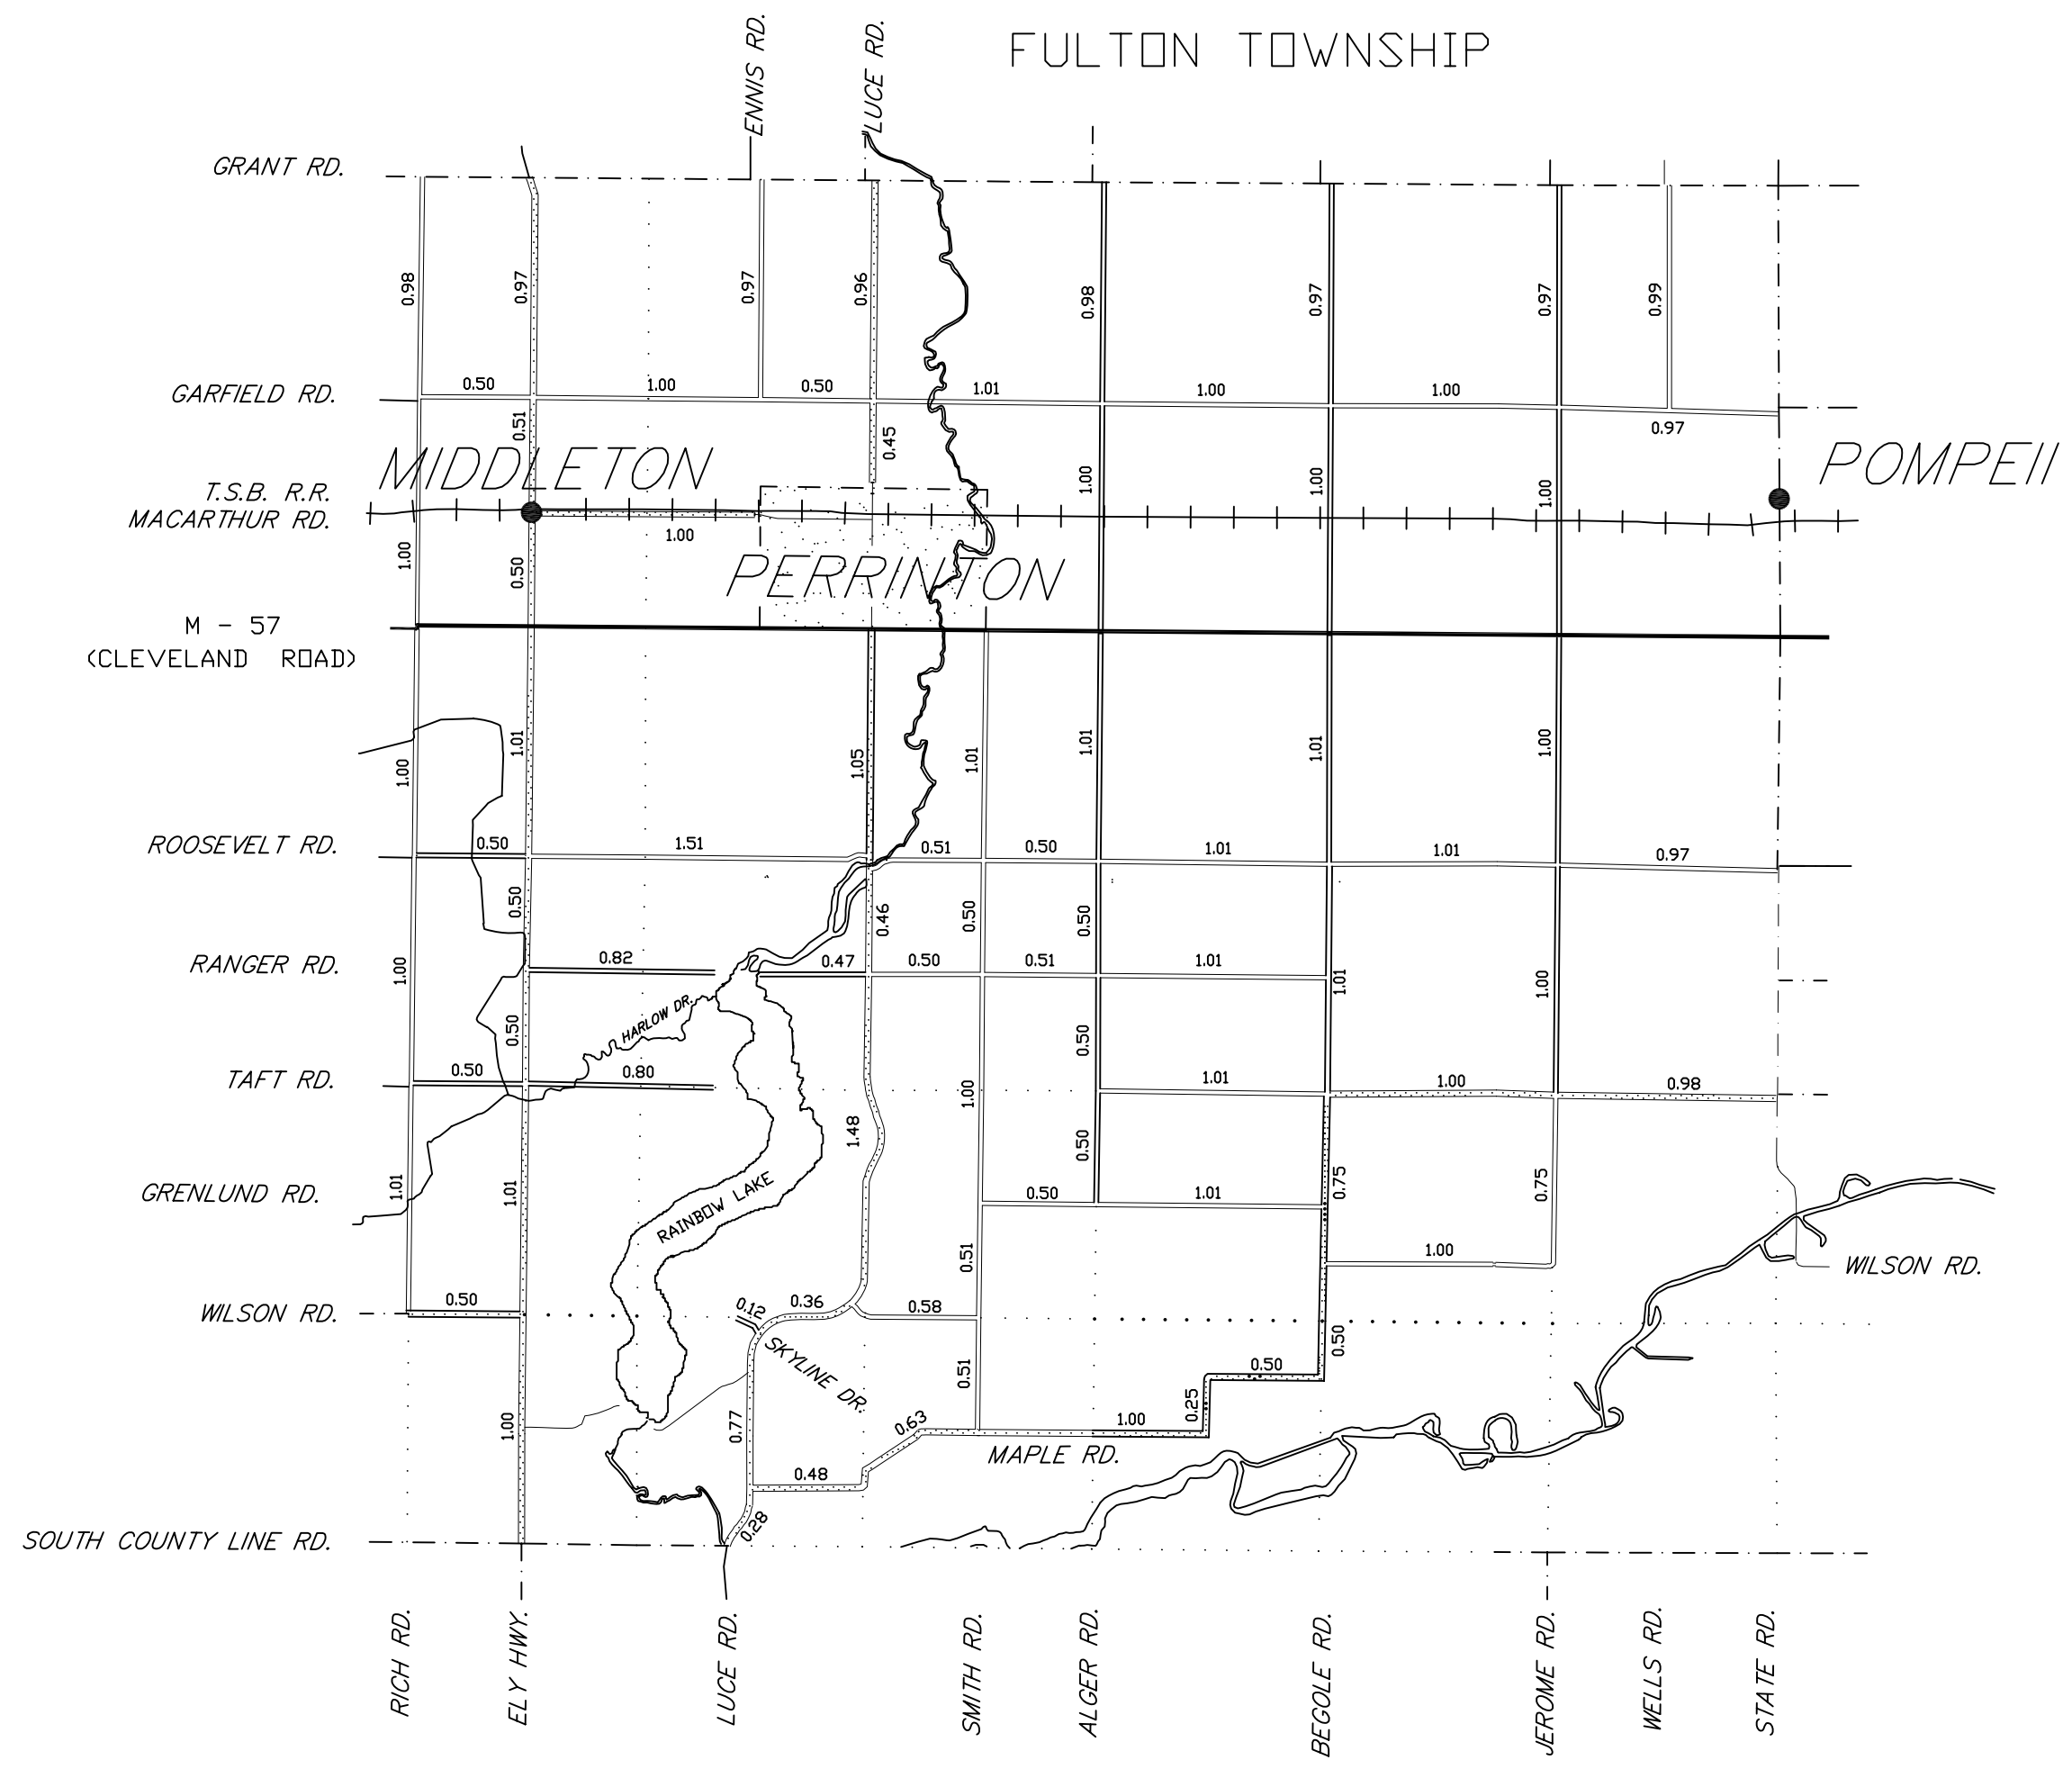 FULTON TOWNSHIP
ENNIS RD.
LUCE RD.
GRANT RD.
0.98
0.97
0.97
0.96
0.98
0.97
0.97
0.99
GARFIELD RD.
0.50
1.00
0.50
1.01
1.00
1.00
0.97
0.51
0.45
1.00
1.00
1.00
MIDDLETON
POMPEII
T.S.B. R.R.
MACARTHUR RD.
1.00
1.00
0.50
PERRINTON
M - 57
(CLEVELAND ROAD)
1.00
1.01
1.05
1.01
1.01
1.01
1.00
ROOSEVELT RD.
0.50
1.51
0.51
0.50
1.01
1.01
0.97
0.50
0.46
0.50
0.50
RANGER RD.
1.00
0.82
0.47
0.50
0.51
1.01
1.01
1.00
HARLOW DR.
0.50
0.50
TAFT RD.
0.50
0.80
1.01
1.00
0.98
1.00
1.48
0.50
GRENLUND RD.
1.01
1.01
RAINBOW LAKE
0.50
1.01
0.75
0.75
0.51
1.00
WILSON RD.
WILSON RD.
0.50
0.12
0.36
0.58
0.50
SKYLINE DR.
0.51
0.50
0.25
1.00
0.77
0.63
1.00
MAPLE RD.
0.48
0.28
SOUTH COUNTY LINE RD.
RICH RD.
ELY HWY.
LUCE RD.
SMITH RD.
ALGER RD.
BEGOLE RD.
JEROME RD.
WELLS RD.
STATE RD.